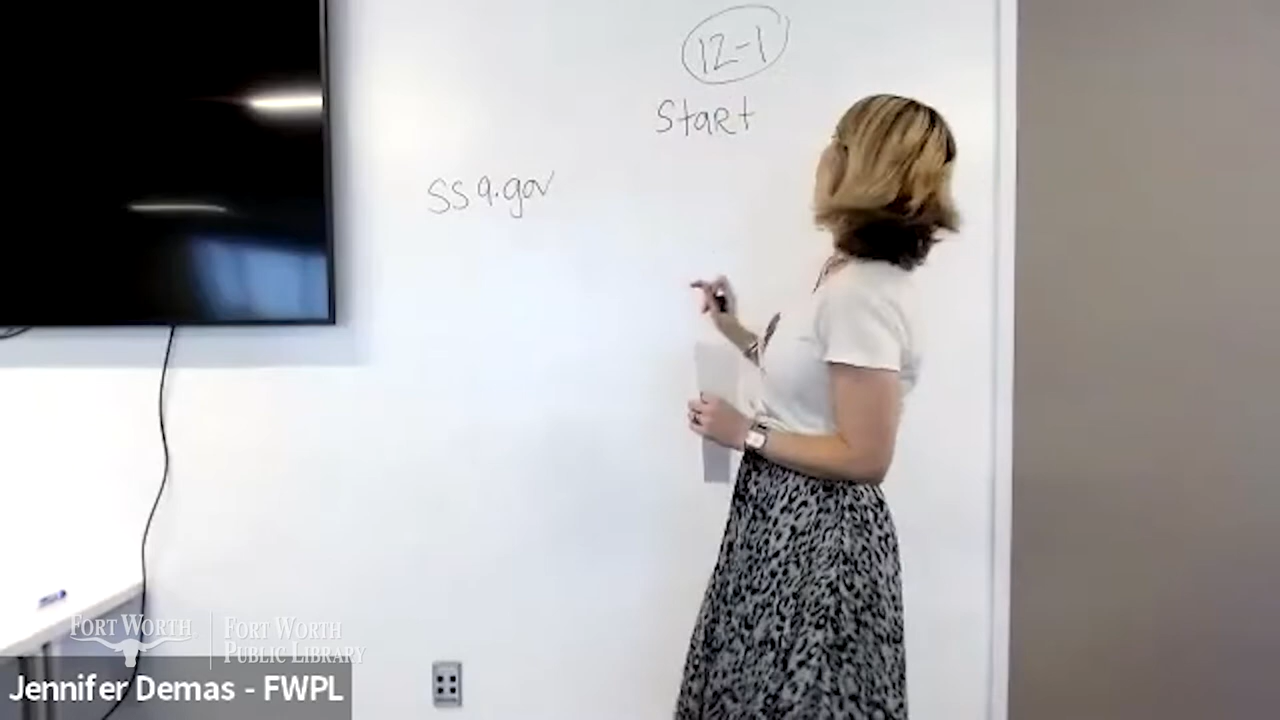 12-1
Start
ssa.gov
FORT WORTH
FORT WORTH
PUBLIC LIBRARY
Jennifer Demas - FWPL